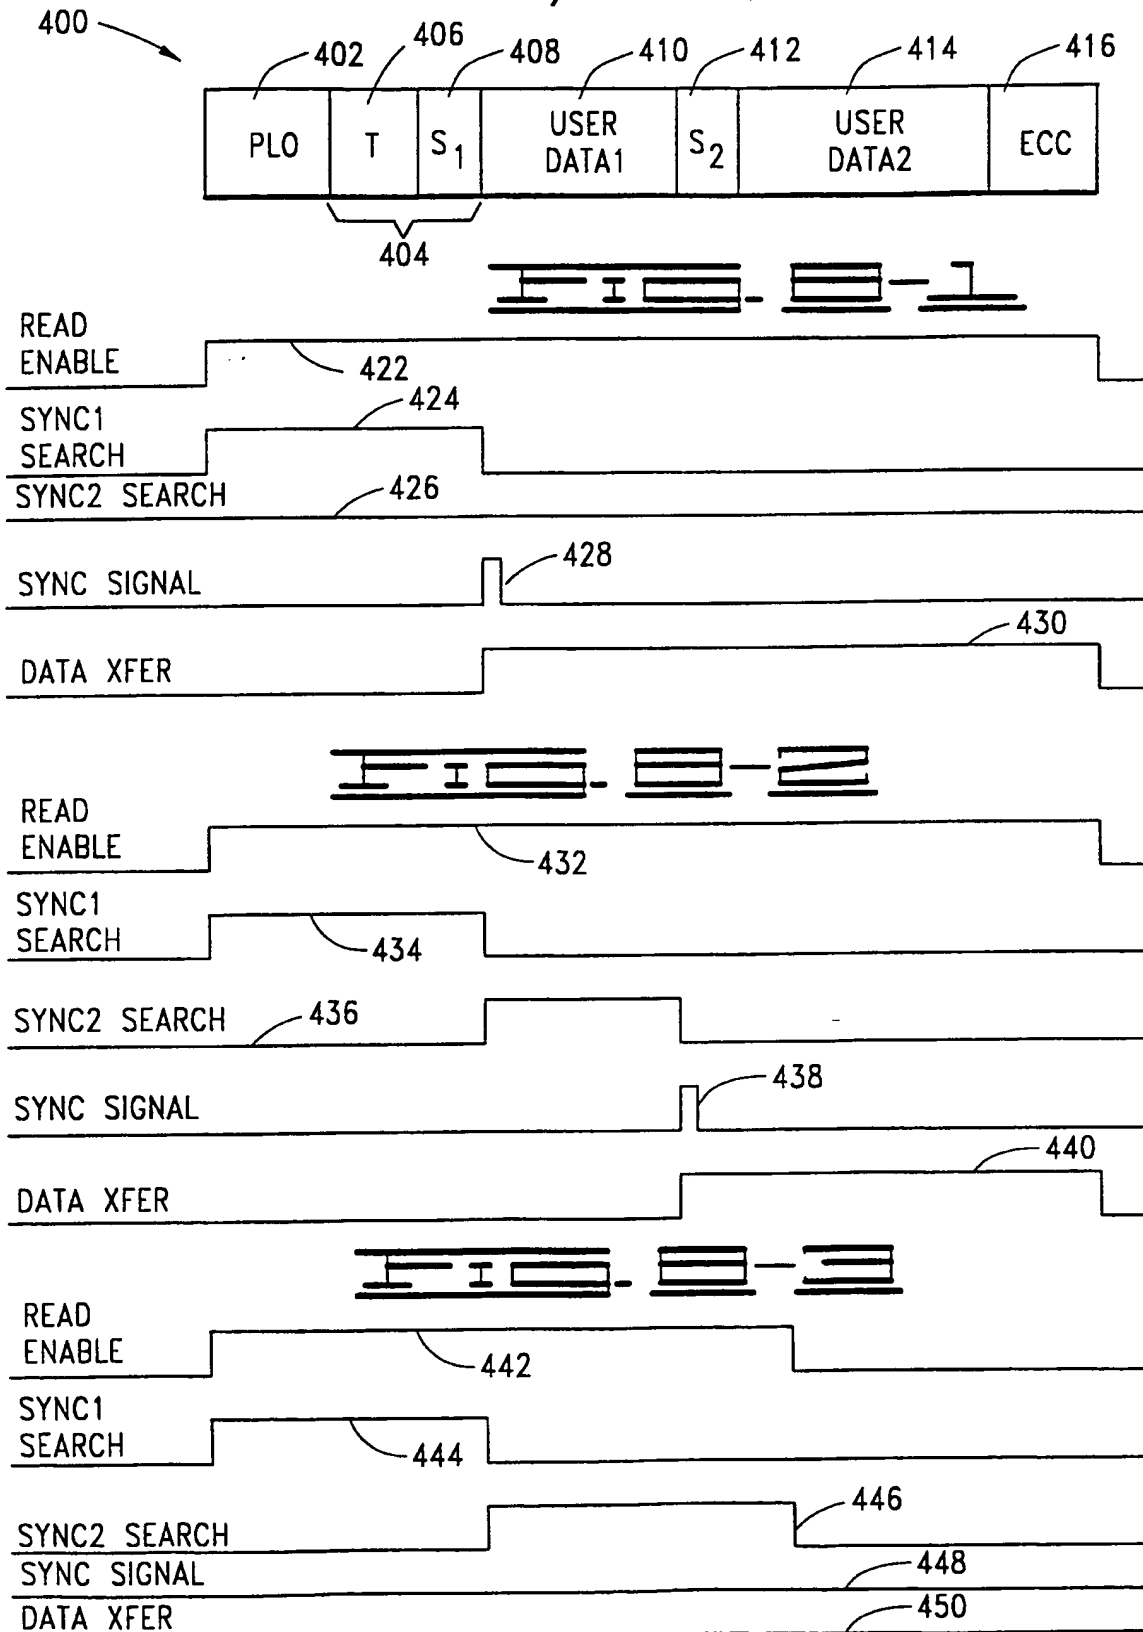 400
402 406 408 410 412 414 416
PLO T S1 USER DATA1 S2 USER DATA2 ECC
404
Fig. 8-1
READ
ENABLE
422
424
SYNC1
SEARCH
SYNC2 SEARCH
426
SYNC SIGNAL
428
430
DATA XFER
Fig. 8-2
READ
ENABLE
432
SYNC1
SEARCH
434
SYNC2 SEARCH
436
SYNC SIGNAL
438
440
DATA XFER
Fig. 8-3
READ
ENABLE
442
SYNC1
SEARCH
444
446
SYNC2 SEARCH
SYNC SIGNAL
448
DATA XFER
450